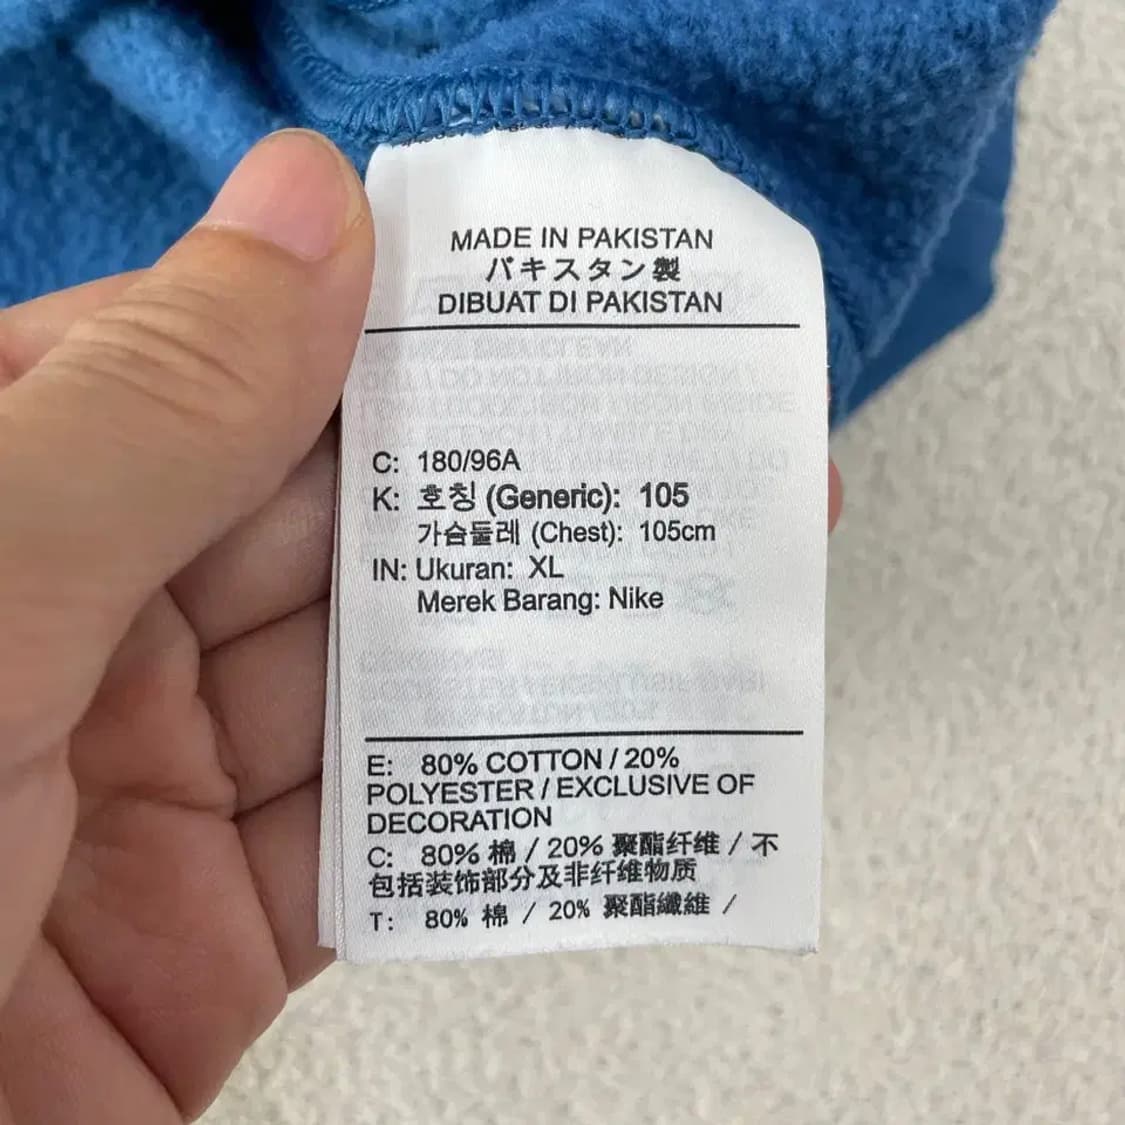 MADE IN PAKISTAN
パキスタン製
DIBUAT DI PAKISTAN
C: 180/96A
K: 호칭 (Generic): 105
가슴둘레 (Chest): 105cm
IN: Ukuran: XL
Merek Barang: Nike
E: 80% COTTON / 20%
POLYESTER / EXCLUSIVE OF
DECORATION
C: 80% 棉 / 20% 聚酯纤维 / 不
包括装饰部分及非纤维物质
T: 80% 棉 / 20% 聚酯纖維 /